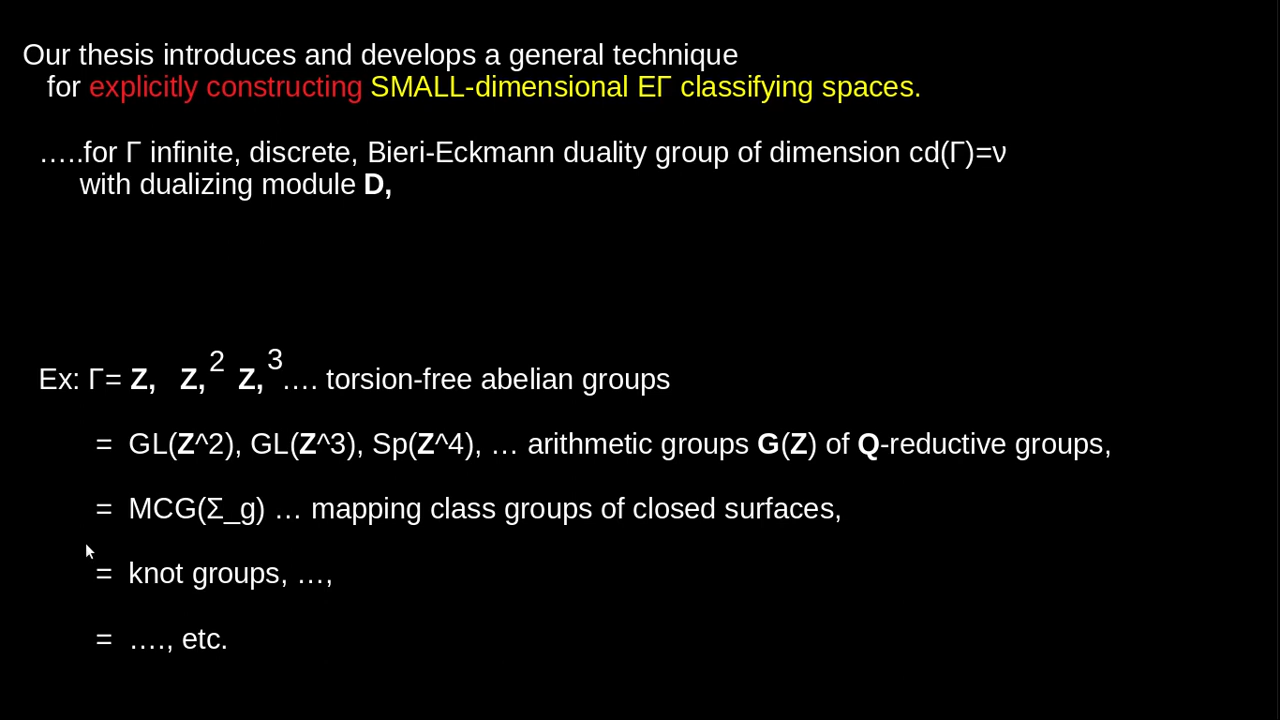 Our thesis introduces and develops a general technique
for explicitly constructing SMALL-dimensional EΓ classifying spaces.
…..for Γ infinite, discrete, Bieri-Eckmann duality group of dimension cd(Γ)=ν
with dualizing module D,
Ex: Γ= Z, Z,² Z,³…. torsion-free abelian groups
= GL(Z^2), GL(Z^3), Sp(Z^4), … arithmetic groups G(Z) of Q-reductive groups,
= MCG(Σ_g) … mapping class groups of closed surfaces,
= knot groups, …,
= …., etc.